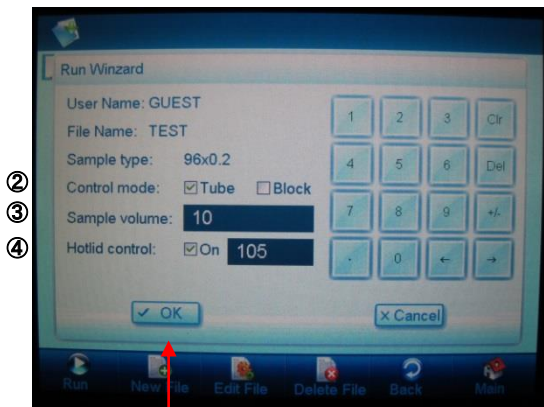 Run Winzard
User Name: GUEST
File Name: TEST
Sample type: 96x0.2
② Control mode: Tube Block
③ Sample volume: 10
④ Hotlid control: On 105
1 2 3 Clr
4 5 6 Del
7 8 9 +/-
. 0 ← →
✓ OK
× Cancel
Run New File Edit File Delete File Back Main